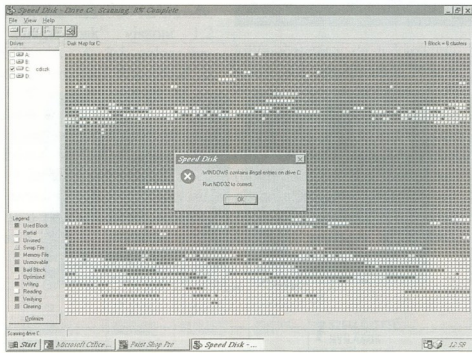 Speed Disk - Drive C: Scanning, 8% Complete
File View Help
Drives:
Disk Map for C:
1 Block = 8 clusters
A:
B:
C:
D:
Speed Disk
WINDOWS contains illegal entries on drive C.
Run NDD32 to correct.
OK
Legend
Used Block
Partial
Unused
Swap File
Memory File
Unmovable
Bad Block
Optimized
Writing
Reading
Verifying
Clearing
Optimize
Scanning drive C
Start
Microsoft Office...
Paint Shop Pro
Speed Disk - ...
12:58